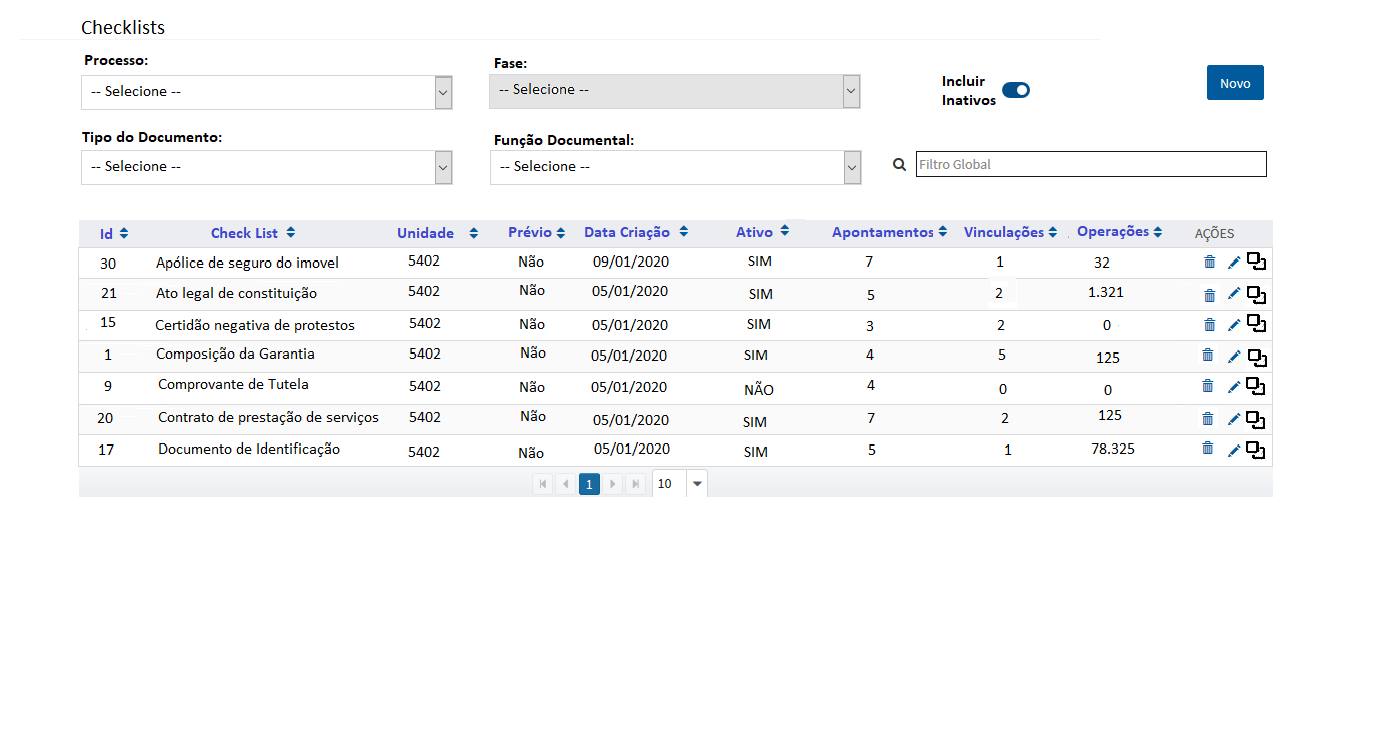 Checklists
Processo:
-- Selecione --
Fase:
-- Selecione --
Incluir
Inativos
Novo
Tipo do Documento:
-- Selecione --
Função Documental:
-- Selecione --
Filtro Global
Id Check List Unidade Prévio Data Criação Ativo Apontamentos Vinculações Operações AÇÕES
30 Apólice de seguro do imovel 5402 Não 09/01/2020 SIM 7 1 32
21 Ato legal de constituição 5402 Não 05/01/2020 SIM 5 2 1.321
15 Certidão negativa de protestos 5402 Não 05/01/2020 SIM 3 2 0
1 Composição da Garantia 5402 Não 05/01/2020 SIM 4 5 125
9 Comprovante de Tutela 5402 Não 05/01/2020 NÃO 4 0 0
20 Contrato de prestação de serviços 5402 Não 05/01/2020 SIM 7 2 125
17 Documento de Identificação 5402 Não 05/01/2020 SIM 5 1 78.325
1 10